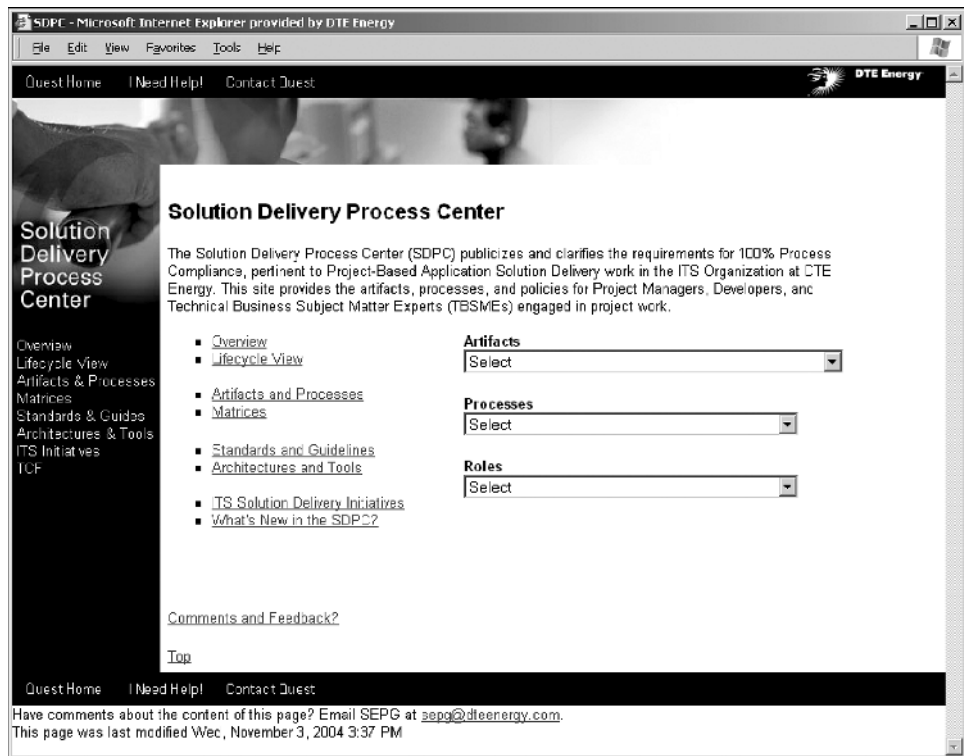 SDPC - Microsoft Internet Explorer provided by DTE Energy
File Edit View Favorites Tools Help
Quest Home I Need Help! Contact Quest
DTE Energy
Solution
Delivery
Process
Center
Overview
Lifecycle View
Artifacts & Processes
Matrices
Standards & Guides
Architectures & Tools
ITS Initiatives
TCF
Solution Delivery Process Center
The Solution Delivery Process Center (SDPC) publicizes and clarifies the requirements for 100% Process
Compliance, pertinent to Project-Based Application Solution Delivery work in the ITS Organization at DTE
Energy. This site provides the artifacts, processes, and policies for Project Managers, Developers, and
Technical Business Subject Matter Experts (TBSMEs) engaged in project work.
Overview
Lifecycle View
Artifacts and Processes
Matrices
Standards and Guidelines
Architectures and Tools
ITS Solution Delivery Initiatives
What's New in the SDPC?
Artifacts
Select
Processes
Select
Roles
Select
Comments and Feedback?
Top
Quest Home I Need Help! Contact Quest
Have comments about the content of this page? Email SEPG at sepg@dteenergy.com.
This page was last modified Wed, November 3, 2004 3:37 PM